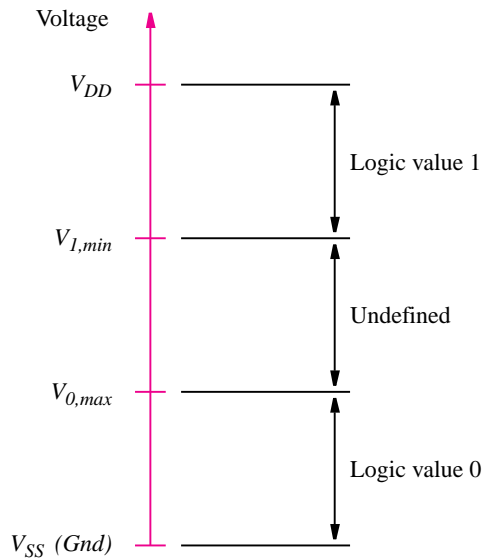 Voltage
V_DD
Logic value 1
V_1,min
Undefined
V_0,max
Logic value 0
V_SS (Gnd)